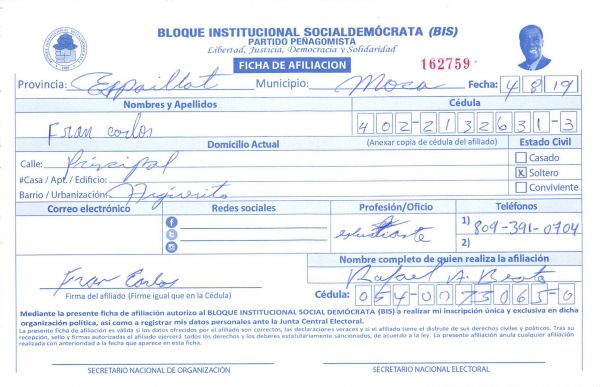 BLOQUE INSTITUCIONAL SOCIALDEMÓCRATA (BIS)
PARTIDO PEÑAGOMISTA
Libertad, Justicia, Democracia y Solidaridad
FICHA DE AFILIACION 162759
Provincia: Espaillat Municipio: Moca Fecha: 4/8/19
Nombres y Apellidos Cédula
Fran Carlos 402-2132631-3
Domicilio Actual (Anexar copia de cédula del afiliado) Estado Civil
Calle: Principal Casado
#Casa / Apt. / Edificio: X Soltero
Barrio / Urbanización: Conviviente
Correo electrónico Redes sociales Profesión/Oficio Teléfonos
estudiante 1) 809-391-0704
2)
Nombre completo de quien realiza la afiliación
Fran Carlos Rafael A.
Firma del afiliado (Firme igual que en la Cédula) Cédula: 054-0075065-0
Mediante la presente ficha de afiliación autorizo al BLOQUE INSTITUCIONAL SOCIAL DEMÓCRATA (BIS) a realizar mi inscripción única y exclusiva en dicha
organización política, así como a registrar mis datos personales ante la Junta Central Electoral.
La presente ficha de afiliación es válida si los datos ofrecidos por el afiliado son correctos, las declaraciones veraces y si el afiliado tiene el disfrute de sus derechos civiles y políticos. Tras su
recepción, sello y firmas autorizadas el afiliado ejercerá todos los derechos y los deberes estatutariamente sancionados, de acuerdo a la ley. La presente afiliación anula cualquier afiliación
realizada con anterioridad a la fecha que aparece en esta ficha.
SECRETARIO NACIONAL DE ORGANIZACIÓN SECRETARIO NACIONAL ELECTORAL